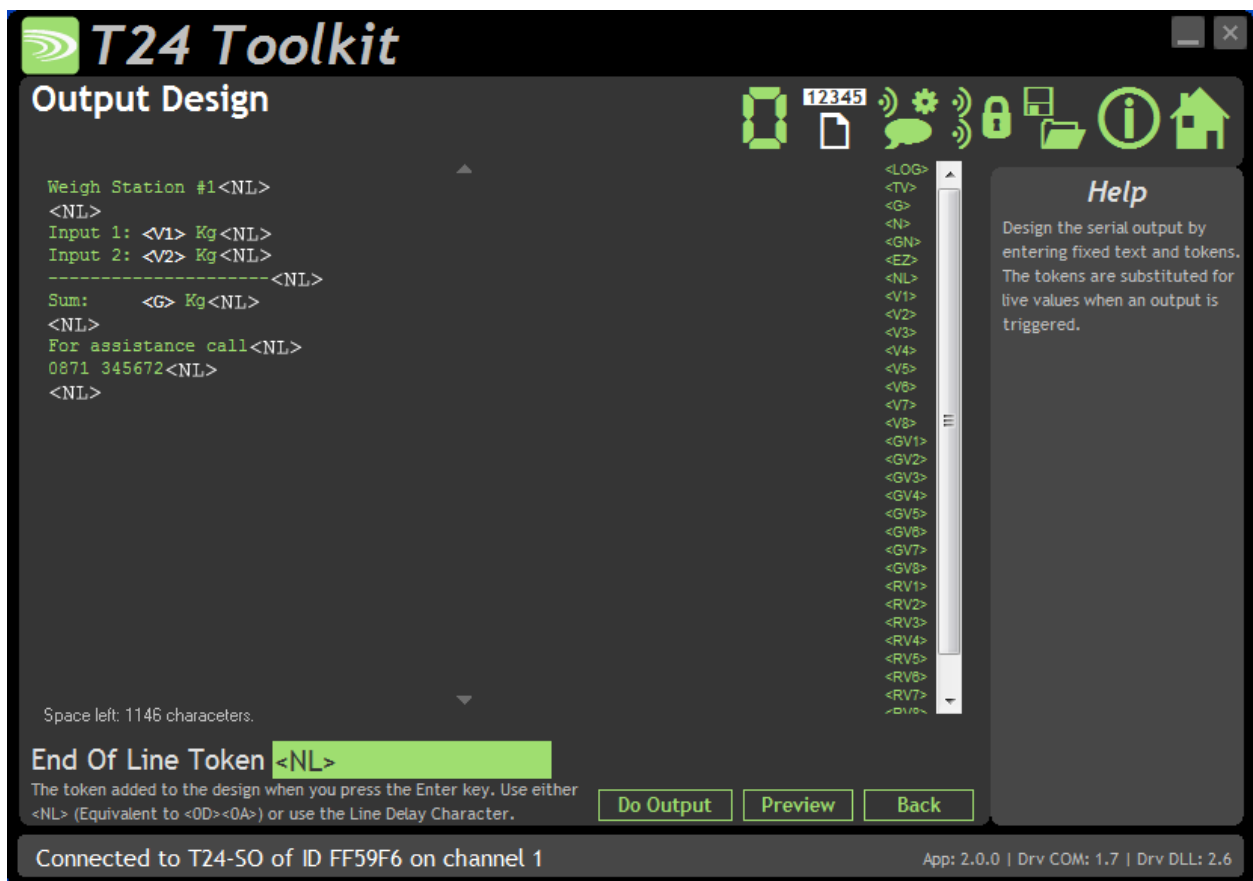 T24 Toolkit
Output Design
12345
Weigh Station #1<NL>
<NL>
Input 1: <V1> Kg<NL>
Input 2: <V2> Kg<NL>
---------------------<NL>
Sum:     <G> Kg<NL>
<NL>
For assistance call<NL>
0871 345672<NL>
<NL>
<LOG>
<TV>
<G>
<N>
<GN>
<EZ>
<NL>
<V1>
<V2>
<V3>
<V4>
<V5>
<V6>
<V7>
<V8>
<GV1>
<GV2>
<GV3>
<GV4>
<GV5>
<GV6>
<GV7>
<GV8>
<RV1>
<RV2>
<RV3>
<RV4>
<RV5>
<RV6>
<RV7>
<RV8>
Help
Design the serial output by
entering fixed text and tokens.
The tokens are substituted for
live values when an output is
triggered.
Space left: 1146 characeters.
End Of Line Token <NL>
The token added to the design when you press the Enter key. Use either
<NL> (Equivalent to <0D><0A>) or use the Line Delay Character.
Do Output
Preview
Back
Connected to T24-SO of ID FF59F6 on channel 1
App: 2.0.0 | Drv COM: 1.7 | Drv DLL: 2.6